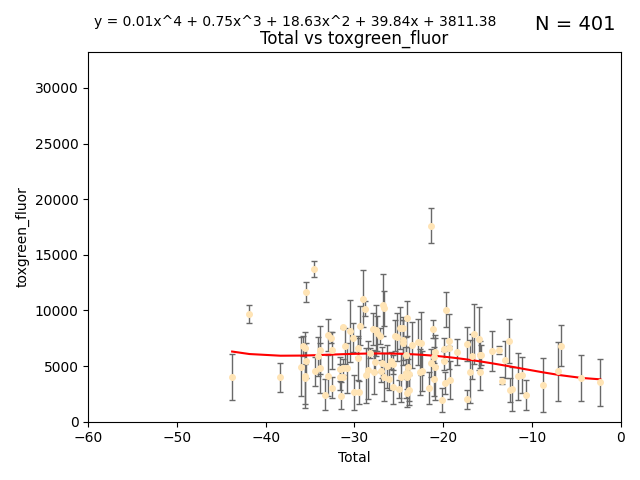 y = 0.01x^4 + 0.75x^3 + 18.63x^2 + 39.84x + 3811.38
N = 401
Total vs toxgreen_fluor
30000
25000
20000
15000
10000
5000
0
toxgreen_fluor
−60
−50
−40
−30
−20
−10
0
Total